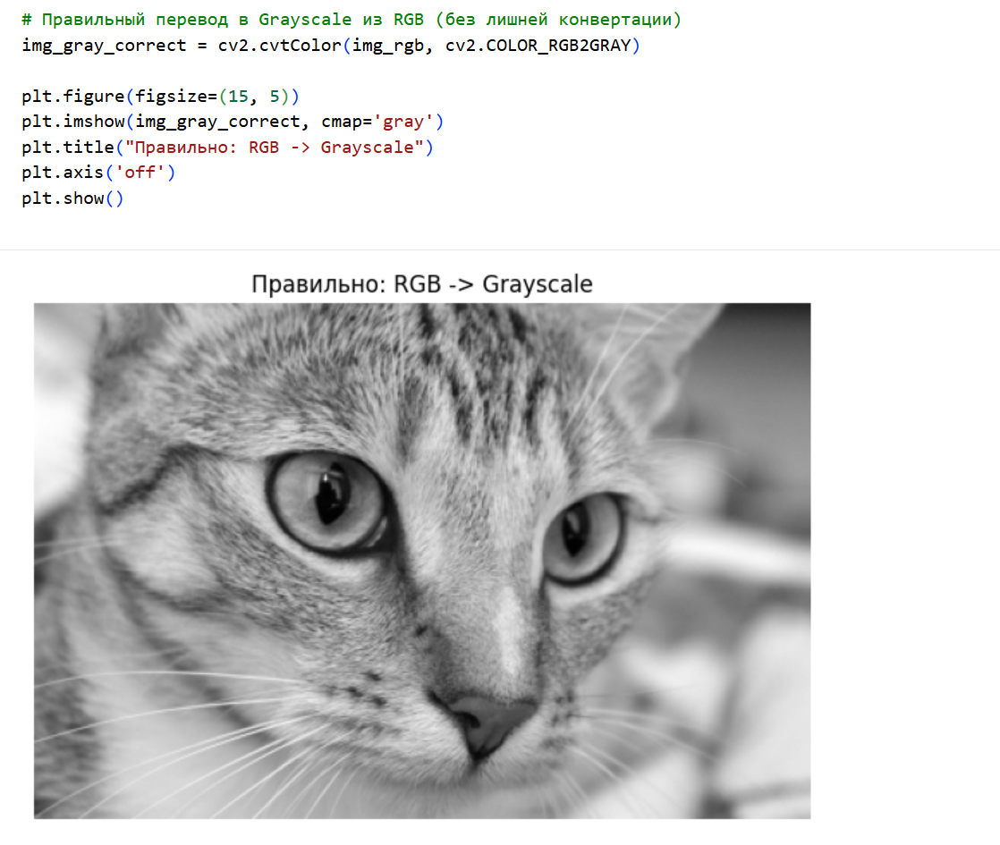 # Правильный перевод в Grayscale из RGB (без лишней конвертации)
img_gray_correct = cv2.cvtColor(img_rgb, cv2.COLOR_RGB2GRAY)
plt.figure(figsize=(15, 5))
plt.imshow(img_gray_correct, cmap='gray')
plt.title("Правильно: RGB -> Grayscale")
plt.axis('off')
plt.show()
Правильно: RGB -> Grayscale